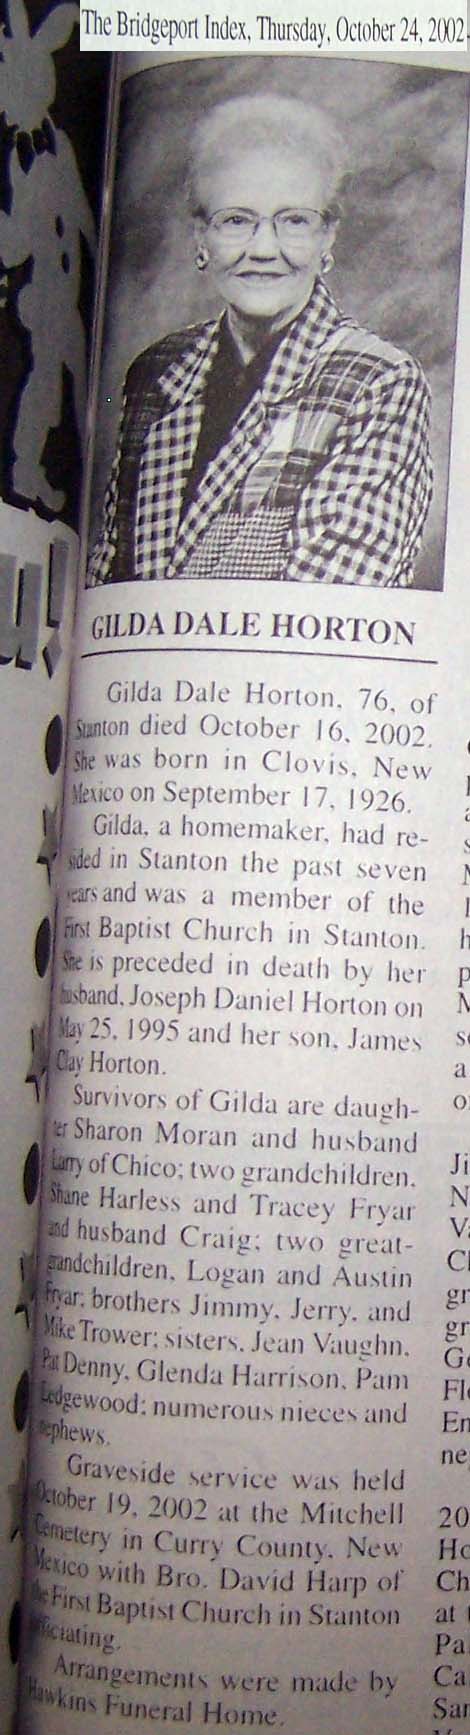 The Bridgeport Index, Thursday, October 24, 2002
u!
GILDA DALE HORTON
Gilda Dale Horton, 76, of
Stanton died October 16, 2002.
She was born in Clovis, New
Mexico on September 17, 1926.
Gilda, a homemaker, had re-
sided in Stanton the past seven
years and was a member of the
First Baptist Church in Stanton.
She is preceded in death by her
husband, Joseph Daniel Horton on
May 25, 1995 and her son, James
Clay Horton.
Survivors of Gilda are daugh-
ter Sharon Moran and husband
Larry of Chico; two grandchildren,
Shane Harless and Tracey Fryar
and husband Craig; two great-
grandchildren, Logan and Austin
Fryar; brothers Jimmy, Jerry, and
Mike Trower; sisters, Jean Vaughn,
Pat Denny, Glenda Harrison, Pam
Ledgewood; numerous nieces and
nephews.
Graveside service was held
October 19, 2002 at the Mitchell
Cemetery in Curry County, New
Mexico with Bro. David Harp of
the First Baptist Church in Stanton
officiating.
Arrangements were made by
Hawkins Funeral Home.